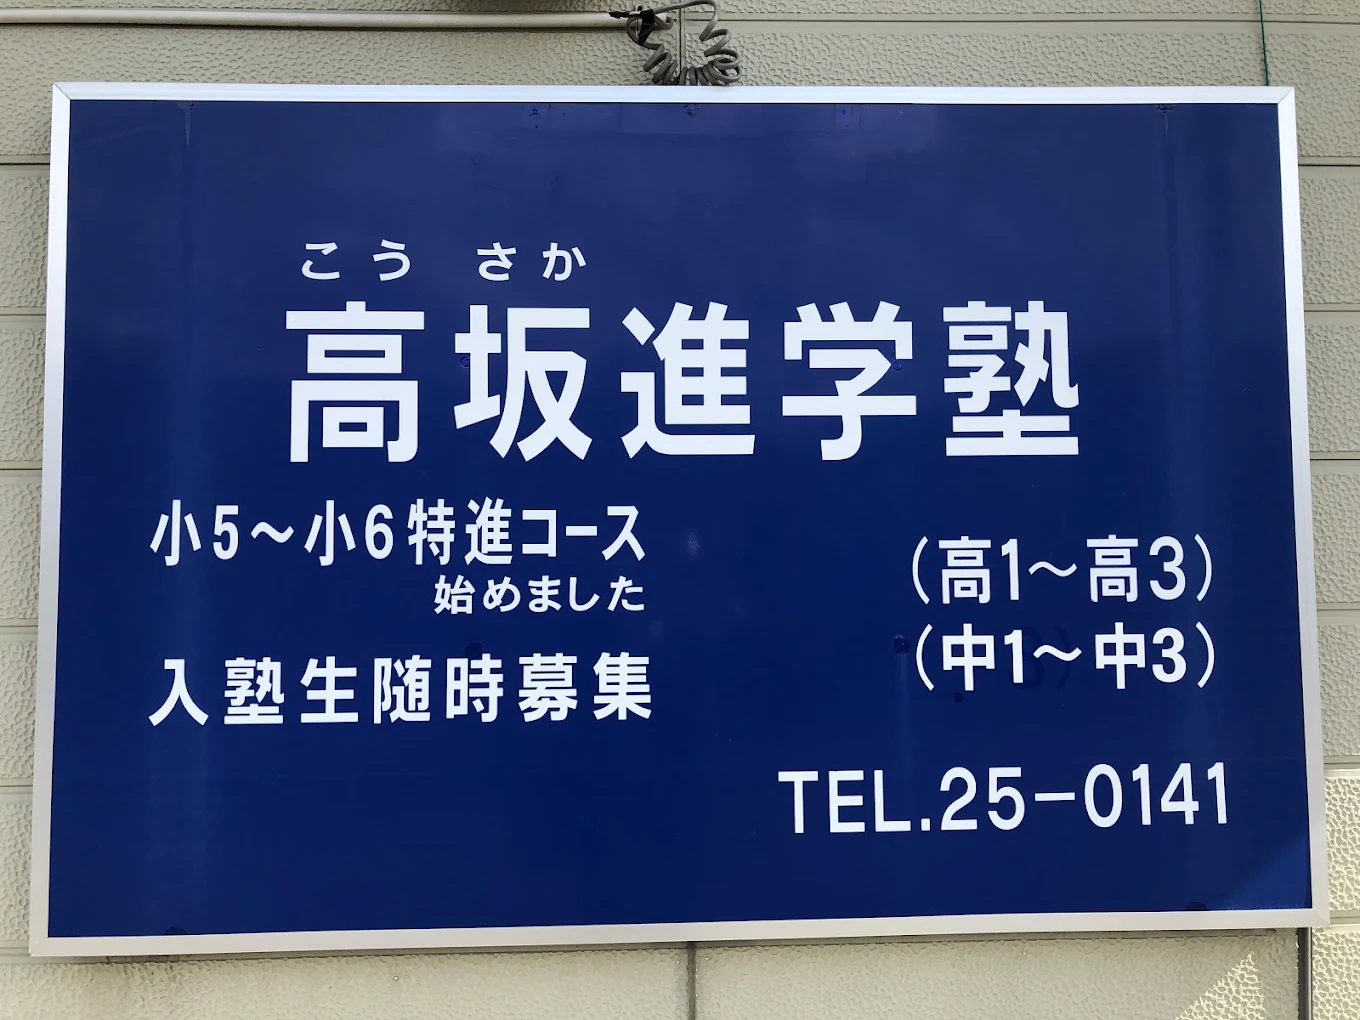 こうさか
高坂進学塾
小5～小6特進コース
始めました
入塾生随時募集
(高1～高3)
(中1～中3)
TEL.25-0141